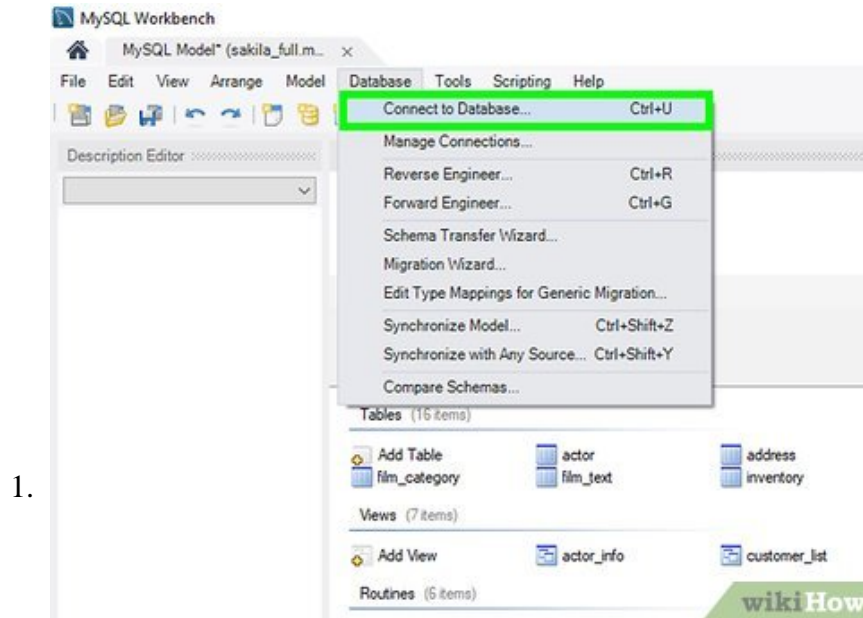 MySQL Workbench
MySQL Model* (sakila_full.m... ×
File Edit View Arrange Model Database Tools Scripting Help
Connect to Database... Ctrl+U
Description Editor
Manage Connections...
Reverse Engineer... Ctrl+R
Forward Engineer... Ctrl+G
Schema Transfer Wizard...
Migration Wizard...
Edit Type Mappings for Generic Migration...
Synchronize Model... Ctrl+Shift+Z
Synchronize with Any Source... Ctrl+Shift+Y
Compare Schemas...
Tables (16 items)
Add Table actor address
film_category film_text inventory
1.
Views (7 items)
Add View actor_info customer_list
Routines (6 items)
wikiHow